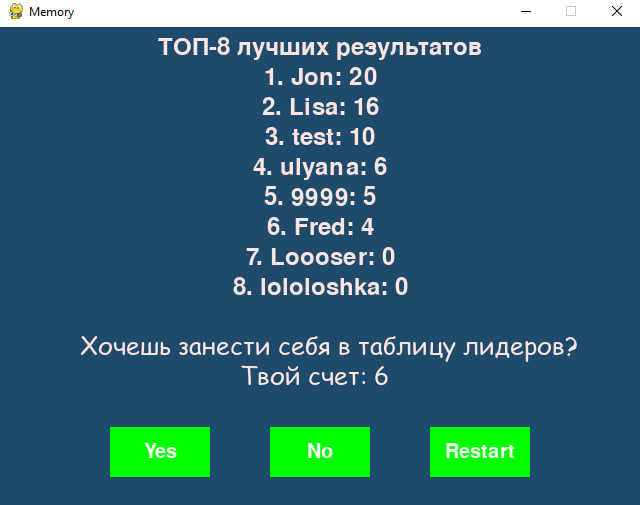 Memory
ТОП-8 лучших результатов
1. Jon: 20
2. Lisa: 16
3. test: 10
4. ulyana: 6
5. 9999: 5
6. Fred: 4
7. Loooser: 0
8. lololoshka: 0
Хочешь занести себя в таблицу лидеров?
Твой счет: 6
Yes No Restart